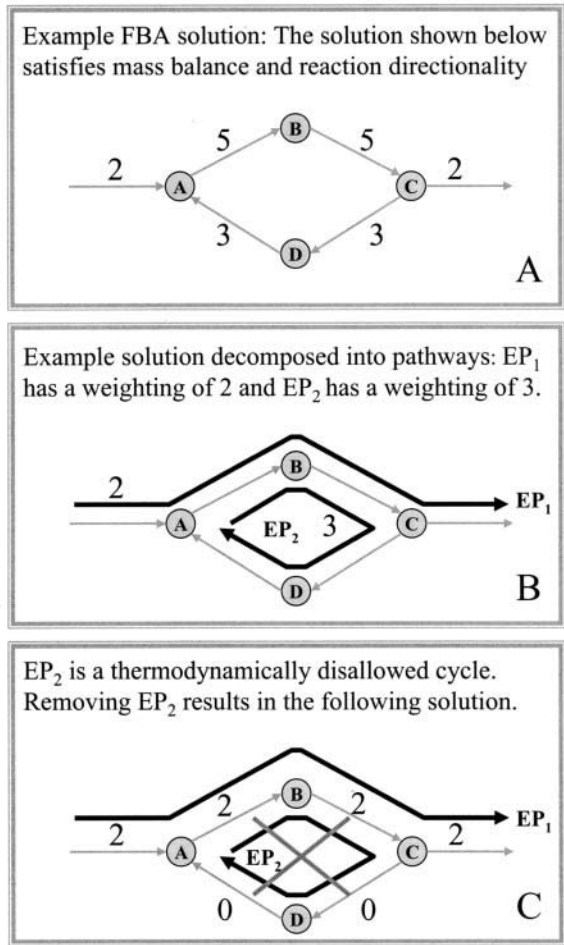 Example FBA solution: The solution shown below
satisfies mass balance and reaction directionality
B
5 5
2 A C 2
3 3
D
A
Example solution decomposed into pathways: EP1
has a weighting of 2 and EP2 has a weighting of 3.
2
B
EP1
A EP2 3 C
D
B
EP2 is a thermodynamically disallowed cycle.
Removing EP2 results in the following solution.
B
2 2
EP1
2 A EP2 C 2
0 0
D
C